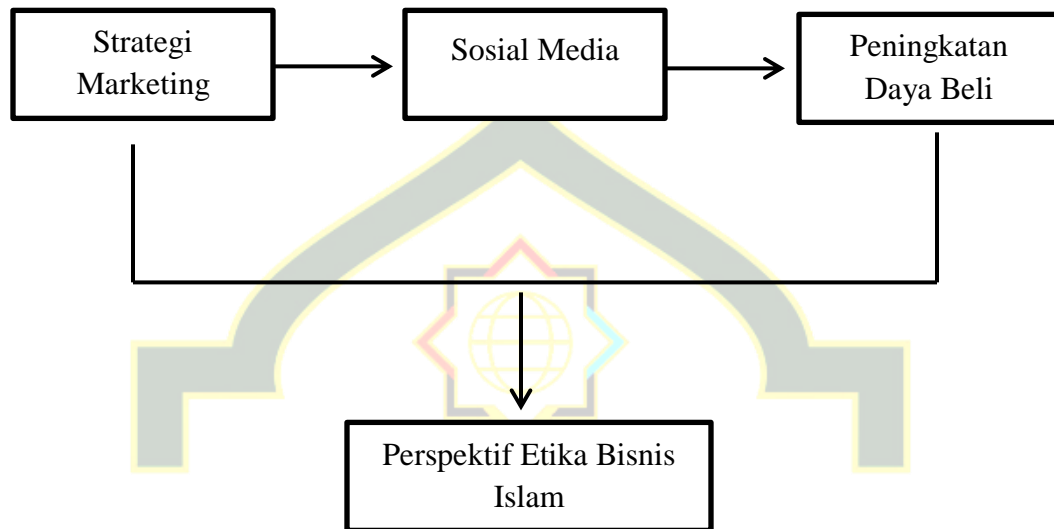 Strategi
Marketing
Sosial Media
Peningkatan
Daya Beli
Perspektif Etika Bisnis
Islam